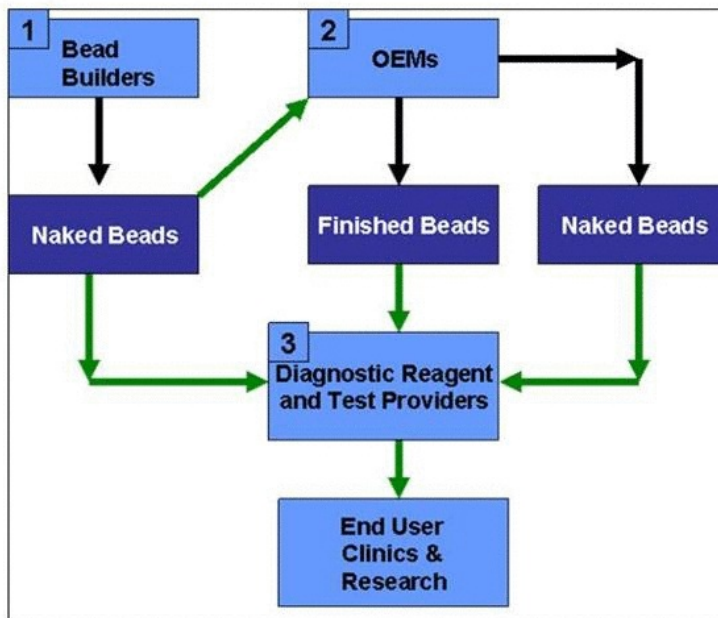 1
Bead
Builders
2
OEMs
Naked Beads
Finished Beads
Naked Beads
3
Diagnostic Reagent
and Test Providers
End User
Clinics &
Research